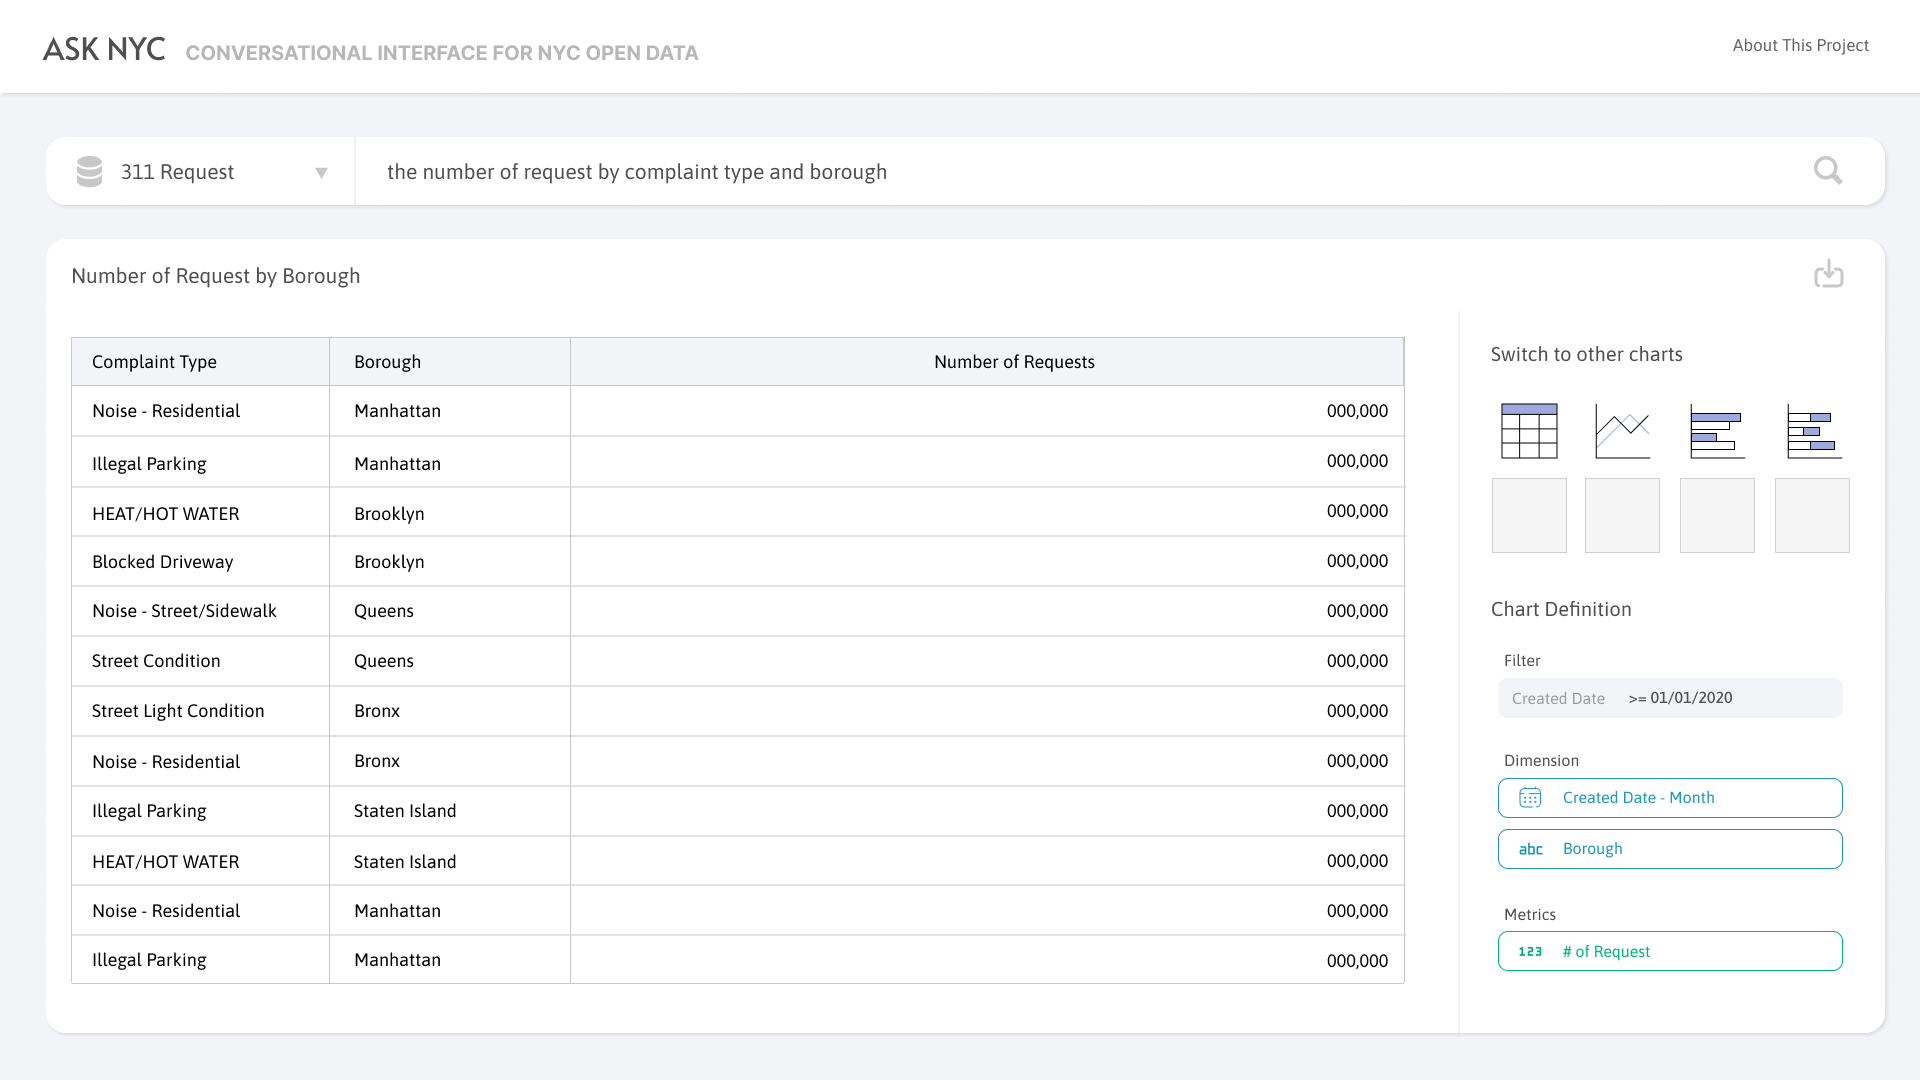 ASK NYC CONVERSATIONAL INTERFACE FOR NYC OPEN DATA About This Project
311 Request the number of request by complaint type and borough
Number of Request by Borough
Complaint Type Borough Number of Requests
Noise - Residential Manhattan 000,000
Illegal Parking Manhattan 000,000
HEAT/HOT WATER Brooklyn 000,000
Blocked Driveway Brooklyn 000,000
Noise - Street/Sidewalk Queens 000,000
Street Condition Queens 000,000
Street Light Condition Bronx 000,000
Noise - Residential Bronx 000,000
Illegal Parking Staten Island 000,000
HEAT/HOT WATER Staten Island 000,000
Noise - Residential Manhattan 000,000
Illegal Parking Manhattan 000,000
Switch to other charts
Chart Definition
Filter
Created Date >= 01/01/2020
Dimension
Created Date - Month
abc Borough
Metrics
123 # of Request